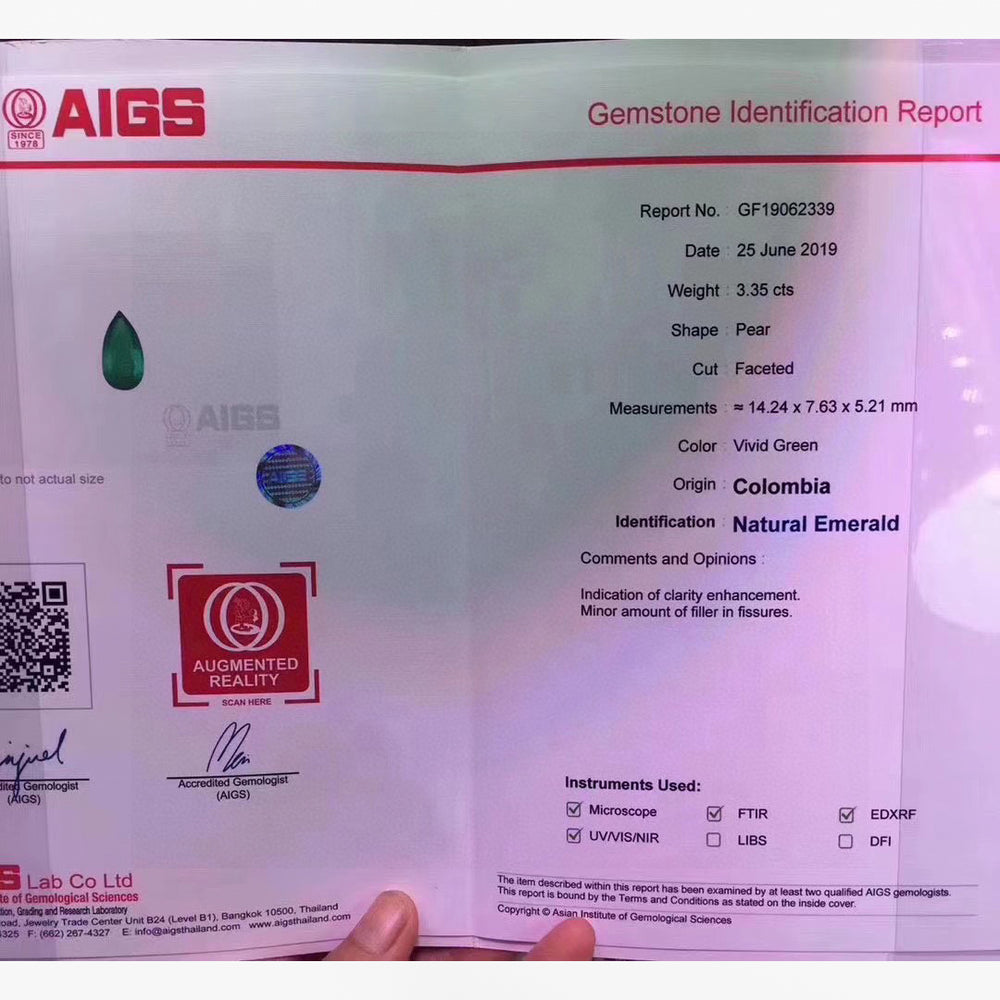 AIGS
SINCE
1978
Gemstone Identification Report
Report No. : GF19062339
Date : 25 June 2019
Weight : 3.35 cts
Shape : Pear
Cut : Faceted
Measurements : ≈ 14.24 x 7.63 x 5.21 mm
Color : Vivid Green
Origin : Colombia
Identification : Natural Emerald
Comments and Opinions :
Indication of clarity enhancement.
Minor amount of filler in fissures.
AIGS
AIGS
to not actual size
AUGMENTED
REALITY
SCAN HERE
Gemologist
(AIGS)
Accredited Gemologist
(AIGS)
Instruments Used:
Microscope FTIR EDXRF
UV/VIS/NIR LIBS DFI
S Lab Co Ltd
te of Gemological Sciences
tion, Grading and Research Laboratory
oad, Jewelry Trade Center Unit B24 (Level B1), Bangkok 10500, Thailand
4325 F: (662) 267-4327 E: info@aigsthailand.com www.aigsthailand.com
The item described within this report has been examined by at least two qualified AIGS gemologists.
This report is bound by the Terms and Conditions as stated on the inside cover.
Copyright © Asian Institute of Gemological Sciences